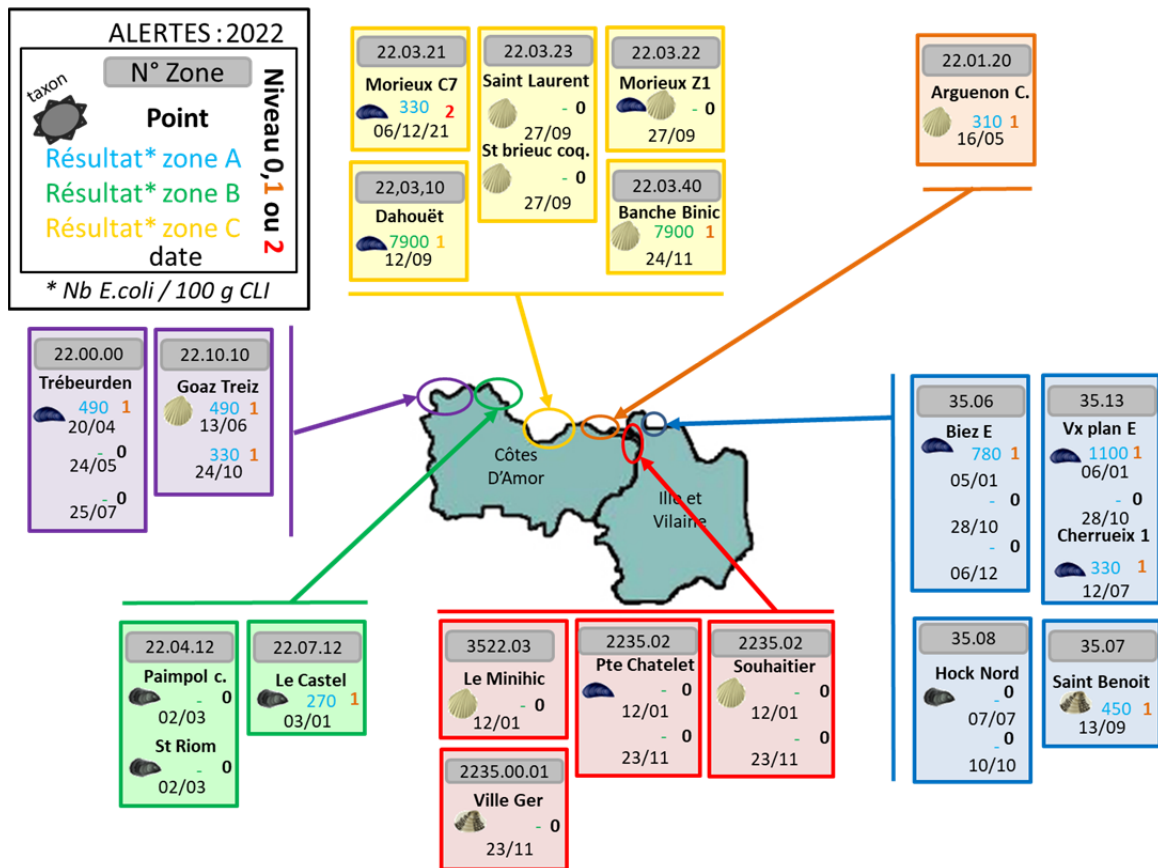 ALERTES : 2022
N° Zone
taxon
Point
Résultat* zone A
Résultat* zone B
Résultat* zone C
date
Niveau 0,1 ou 2
* Nb E.coli / 100 g CLI
22.03.21
Morieux C7
330 2
06/12/21
22.03.23
Saint Laurent
- 0
27/09
St brieuc coq.
- 0
27/09
22.03.22
Morieux Z1
- 0
27/09
22,03,10
Dahouët
7900 1
12/09
22.03.40
Banche Binic
7900 1
24/11
22.01.20
Arguenon C.
310 1
16/05
22.00.00
Trébeurden
490 1
20/04
- 0
24/05
- 0
25/07
22.10.10
Goaz Treiz
490 1
13/06
330 1
24/10
Côtes
D'Amor
Ille et
Vilaine
35.06
Biez E
780 1
05/01
- 0
28/10
- 0
06/12
35.13
Vx plan E
1100 1
06/01
- 0
28/10
Cherrueix 1
330 1
12/07
22.04.12
Paimpol c.
- 0
02/03
St Riom
- 0
02/03
22.07.12
Le Castel
270 1
03/01
3522.03
Le Minihic
- 0
12/01
2235.02
Pte Chatelet
- 0
12/01
- 0
23/11
2235.02
Souhaitier
- 0
12/01
- 0
23/11
2235.00.01
Ville Ger
- 0
23/11
35.08
Hock Nord
- 0
07/07
- 0
10/10
35.07
Saint Benoit
450 1
13/09